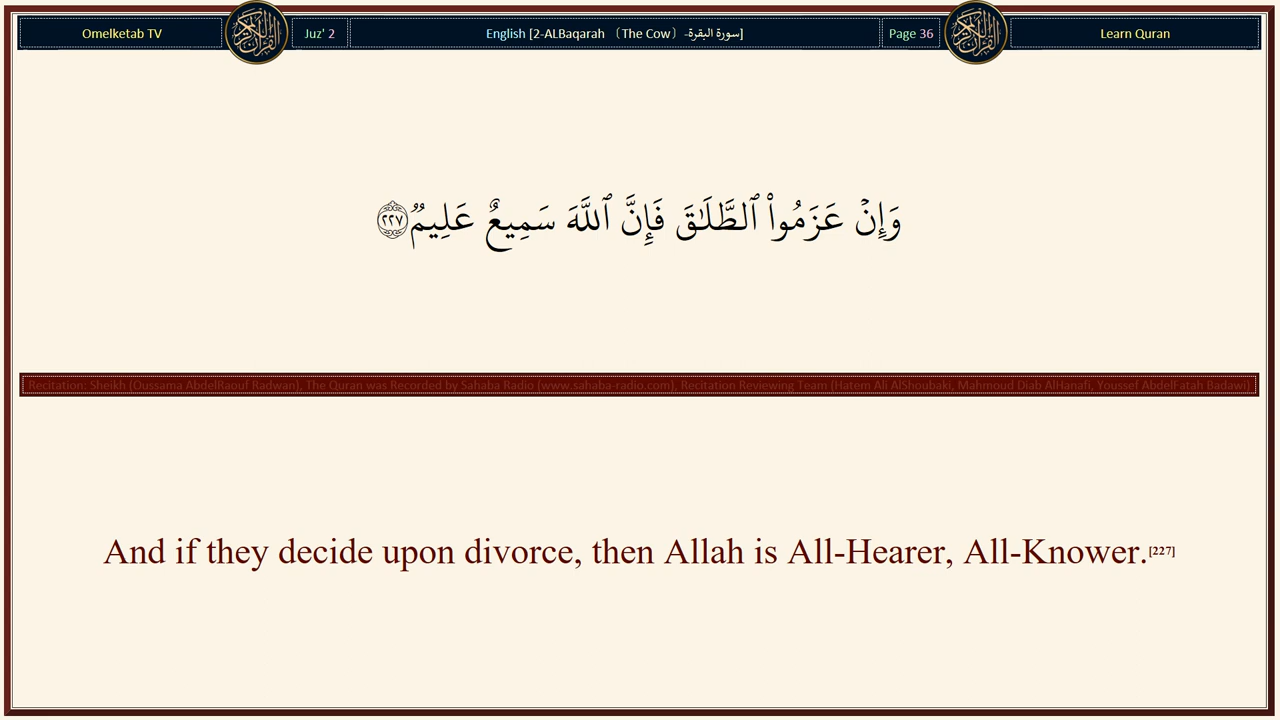 Omelketab TV
Juz' 2
English [2-ALBaqarah 〔The Cow〕 -سورة البقرة]
Page 36
Learn Quran
وَإِنْ عَزَمُوا۟ ٱلطَّلَـٰقَ فَإِنَّ ٱللَّهَ سَمِيعٌ عَلِيمٌ ٢٢٧
Recitation: Sheikh (Oussama AbdelRaouf Radwan), The Quran was Recorded by Sahaba Radio (www.sahaba-radio.com), Recitation Reviewing Team (Hatem Ali AlShoubaki, Mahmoud Diab AlHanafi, Youssef AbdelFatah Badawi)
And if they decide upon divorce, then Allah is All-Hearer, All-Knower.[227]